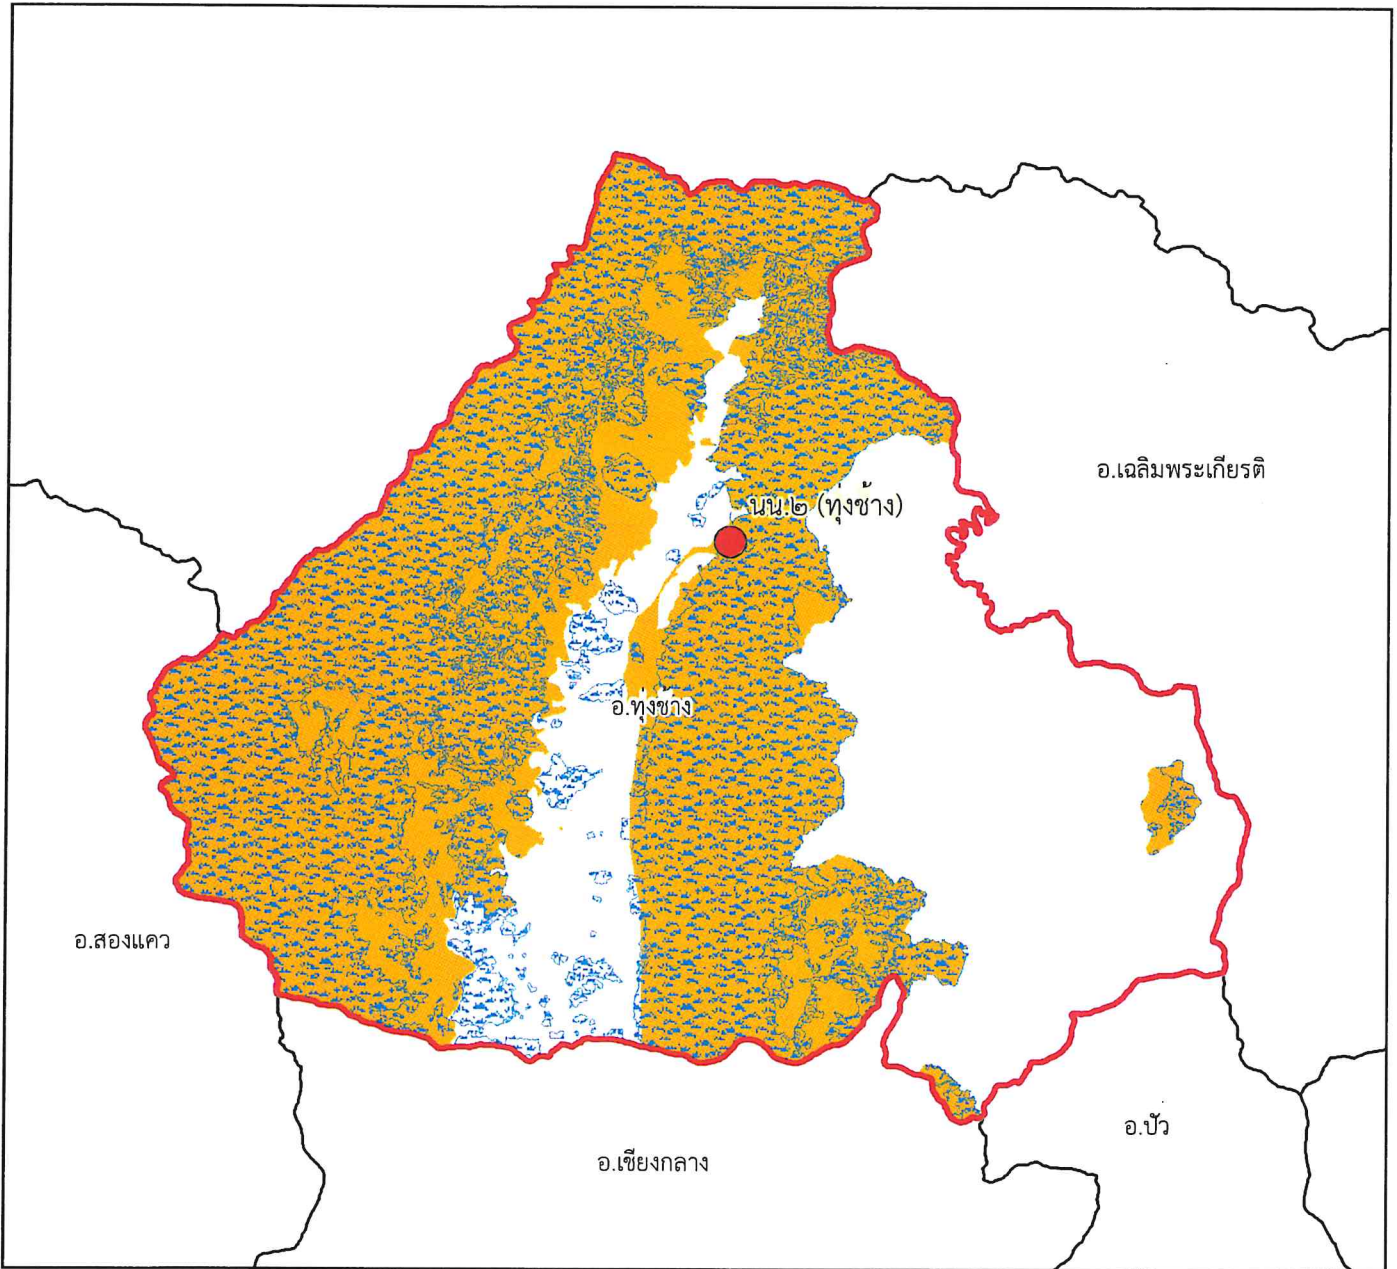 อ.เฉลิมพระเกียรติ
นน.๒ (ทุ่งช้าง)
อ.ทุ่งช้าง
อ.สองแคว
อ.ปัว
อ.เชียงกลาง